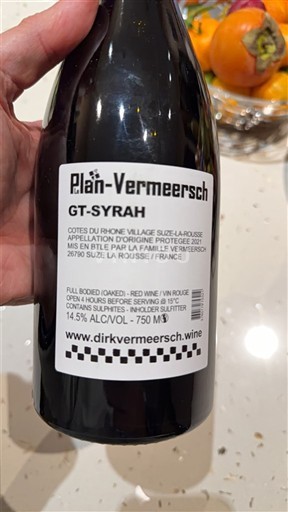 Plan-Vermeersch
GT-SYRAH
COTES DU RHONE VILLAGE SUZE-LA-ROUSSE
APPELLATION D'ORIGINE PROTEGEE 2021
MIS EN BTLE PAR LA FAMILLE VERMEERSCH
26790 SUZE LA ROUSSE / FRANCE
FULL BODIED (OAKED) - RED WINE / VIN ROUGE
OPEN 4 HOURS BEFORE SERVING @ 15°C
CONTAINS SULPHITES - INHOLDER SULFITTER
14.5% ALC/VOL - 750 M
www.dirkvermeersch.wine